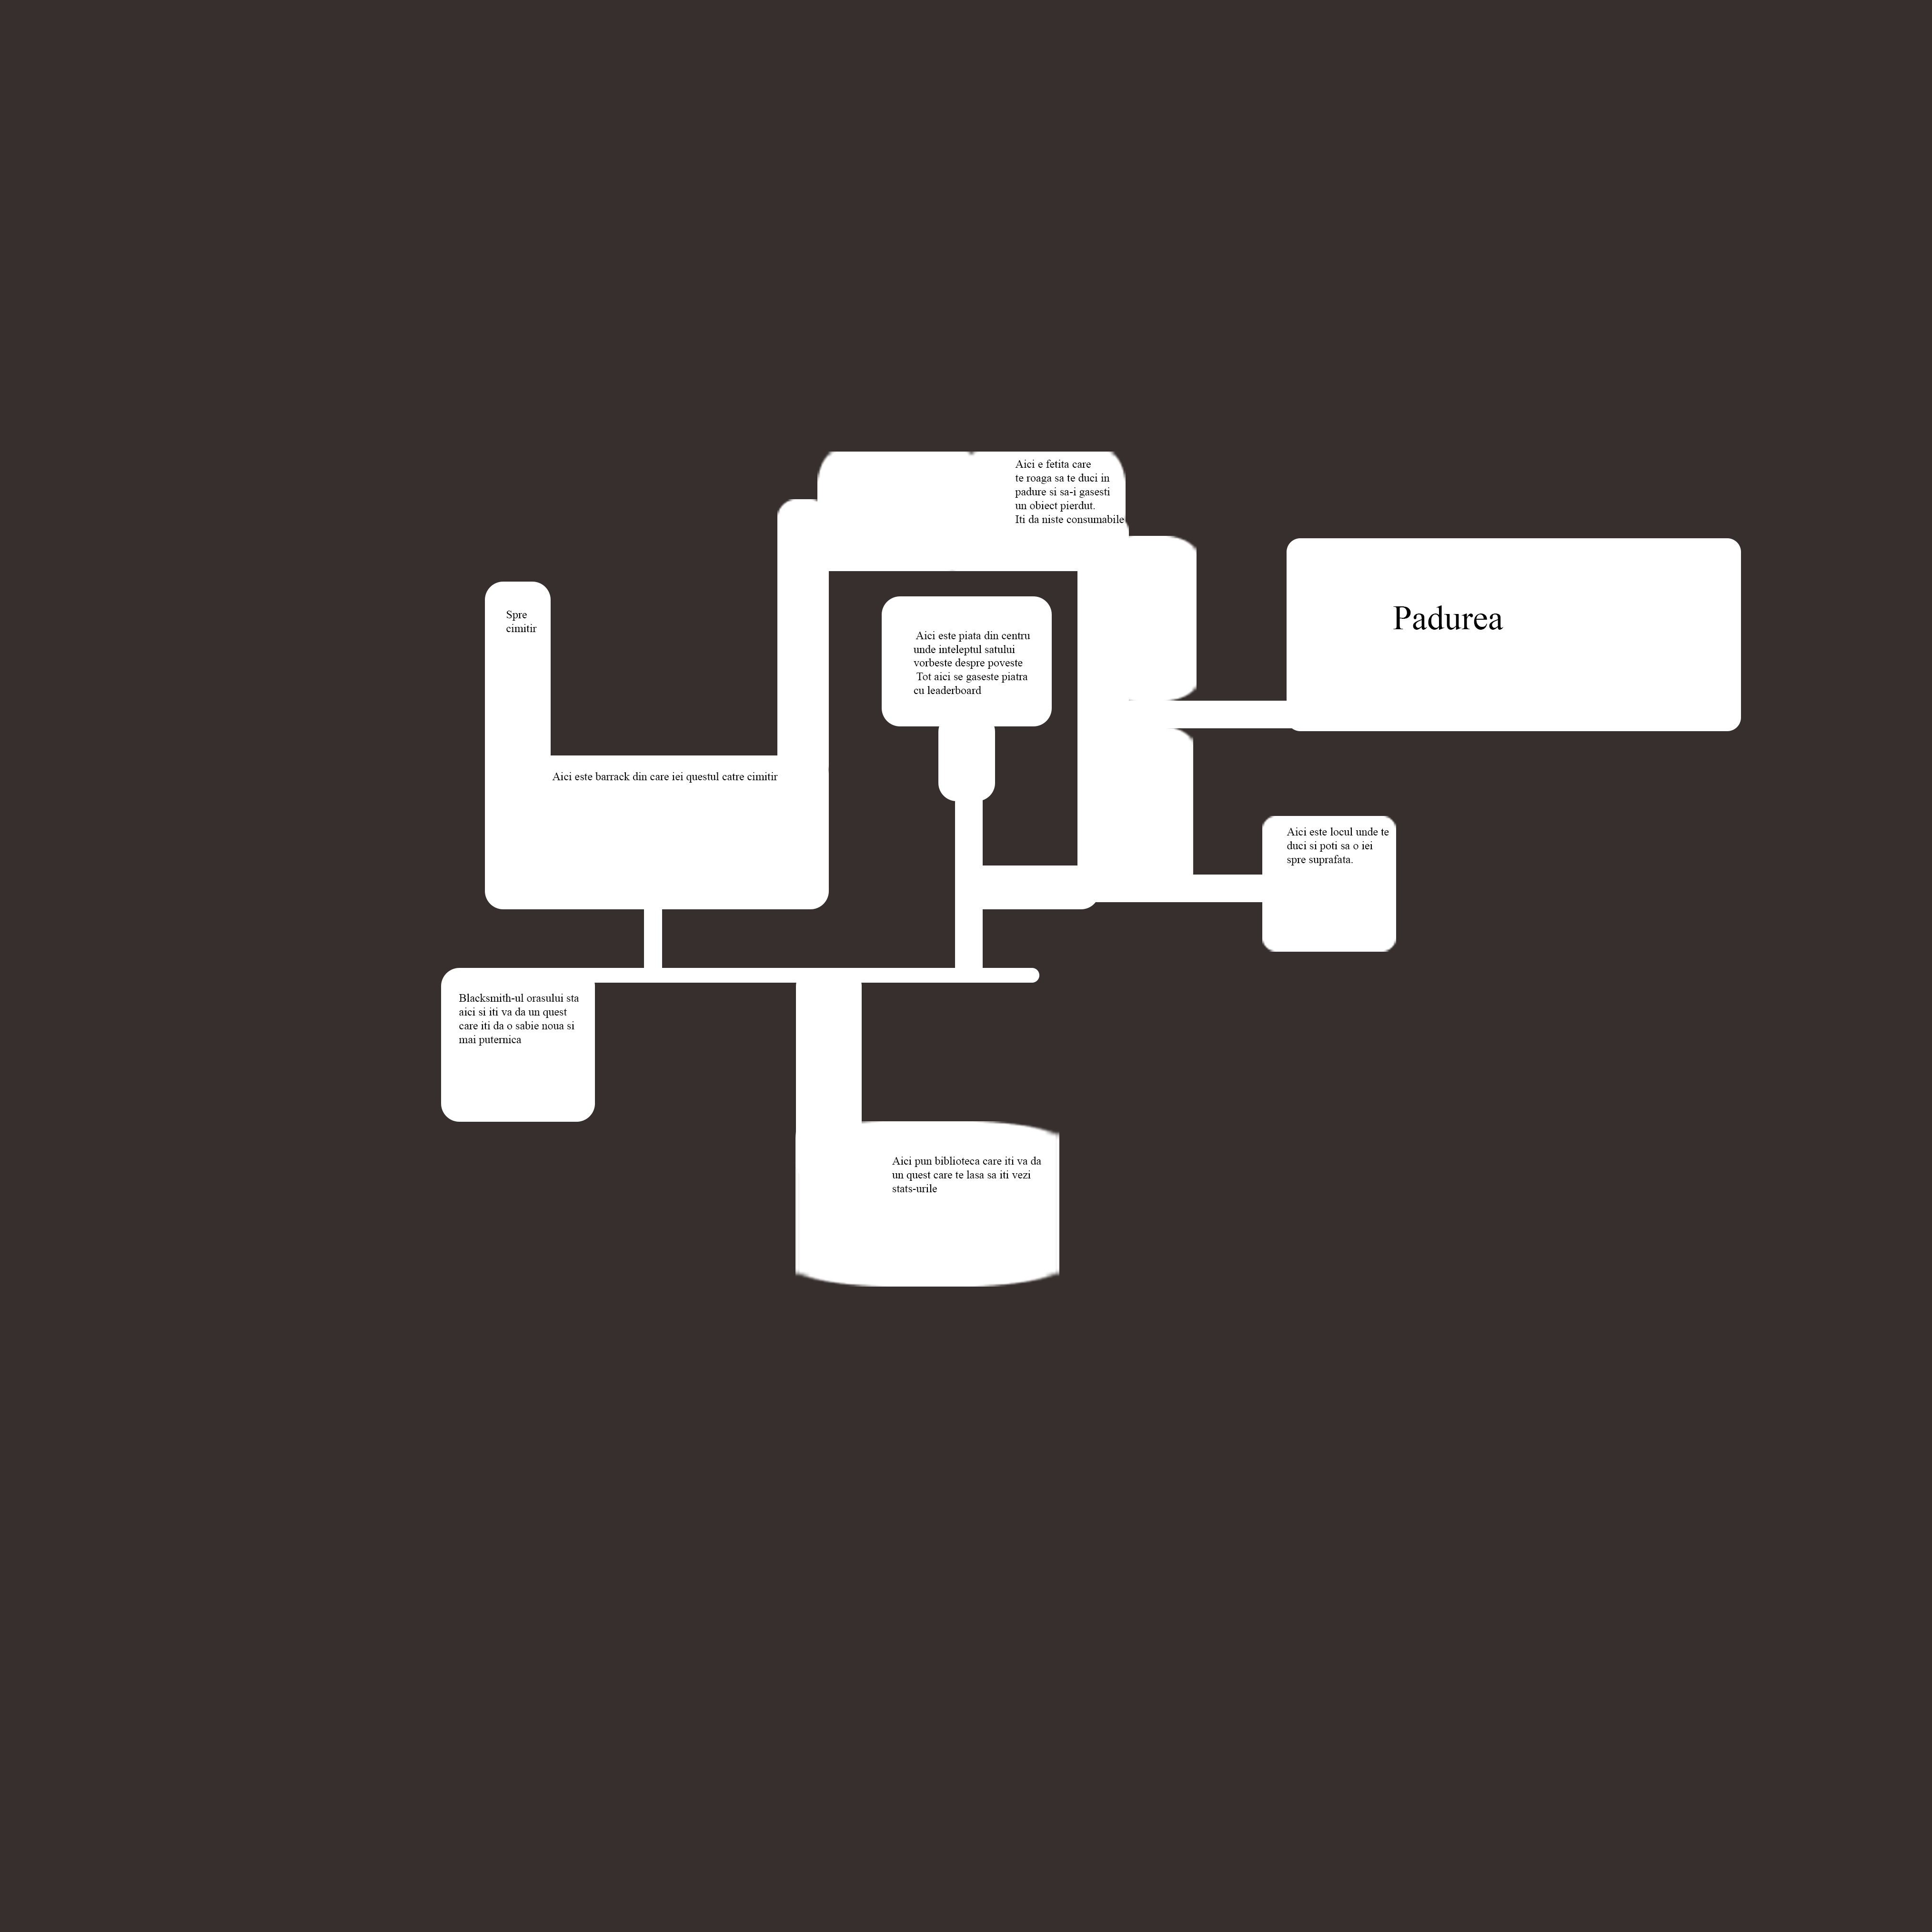 Aici e fetita care
te roaga sa te duci in
padure si sa-i gasesti
un obiect pierdut.
Iti da niste consumabile
Spre
cimitir
Padurea
Aici este piata din centru
unde inteleptul satului
vorbeste despre poveste
Tot aici se gaseste piatra
cu leaderboard
Aici este barrack din care iei questul catre cimitir
Aici este locul unde te
duci si poti sa o iei
spre suprafata.
Blacksmith-ul orasului sta
aici si iti va da un quest
care iti da o sabie noua si
mai puternica
Aici pun biblioteca care iti va da
un quest care te lasa sa iti vezi
stats-urile